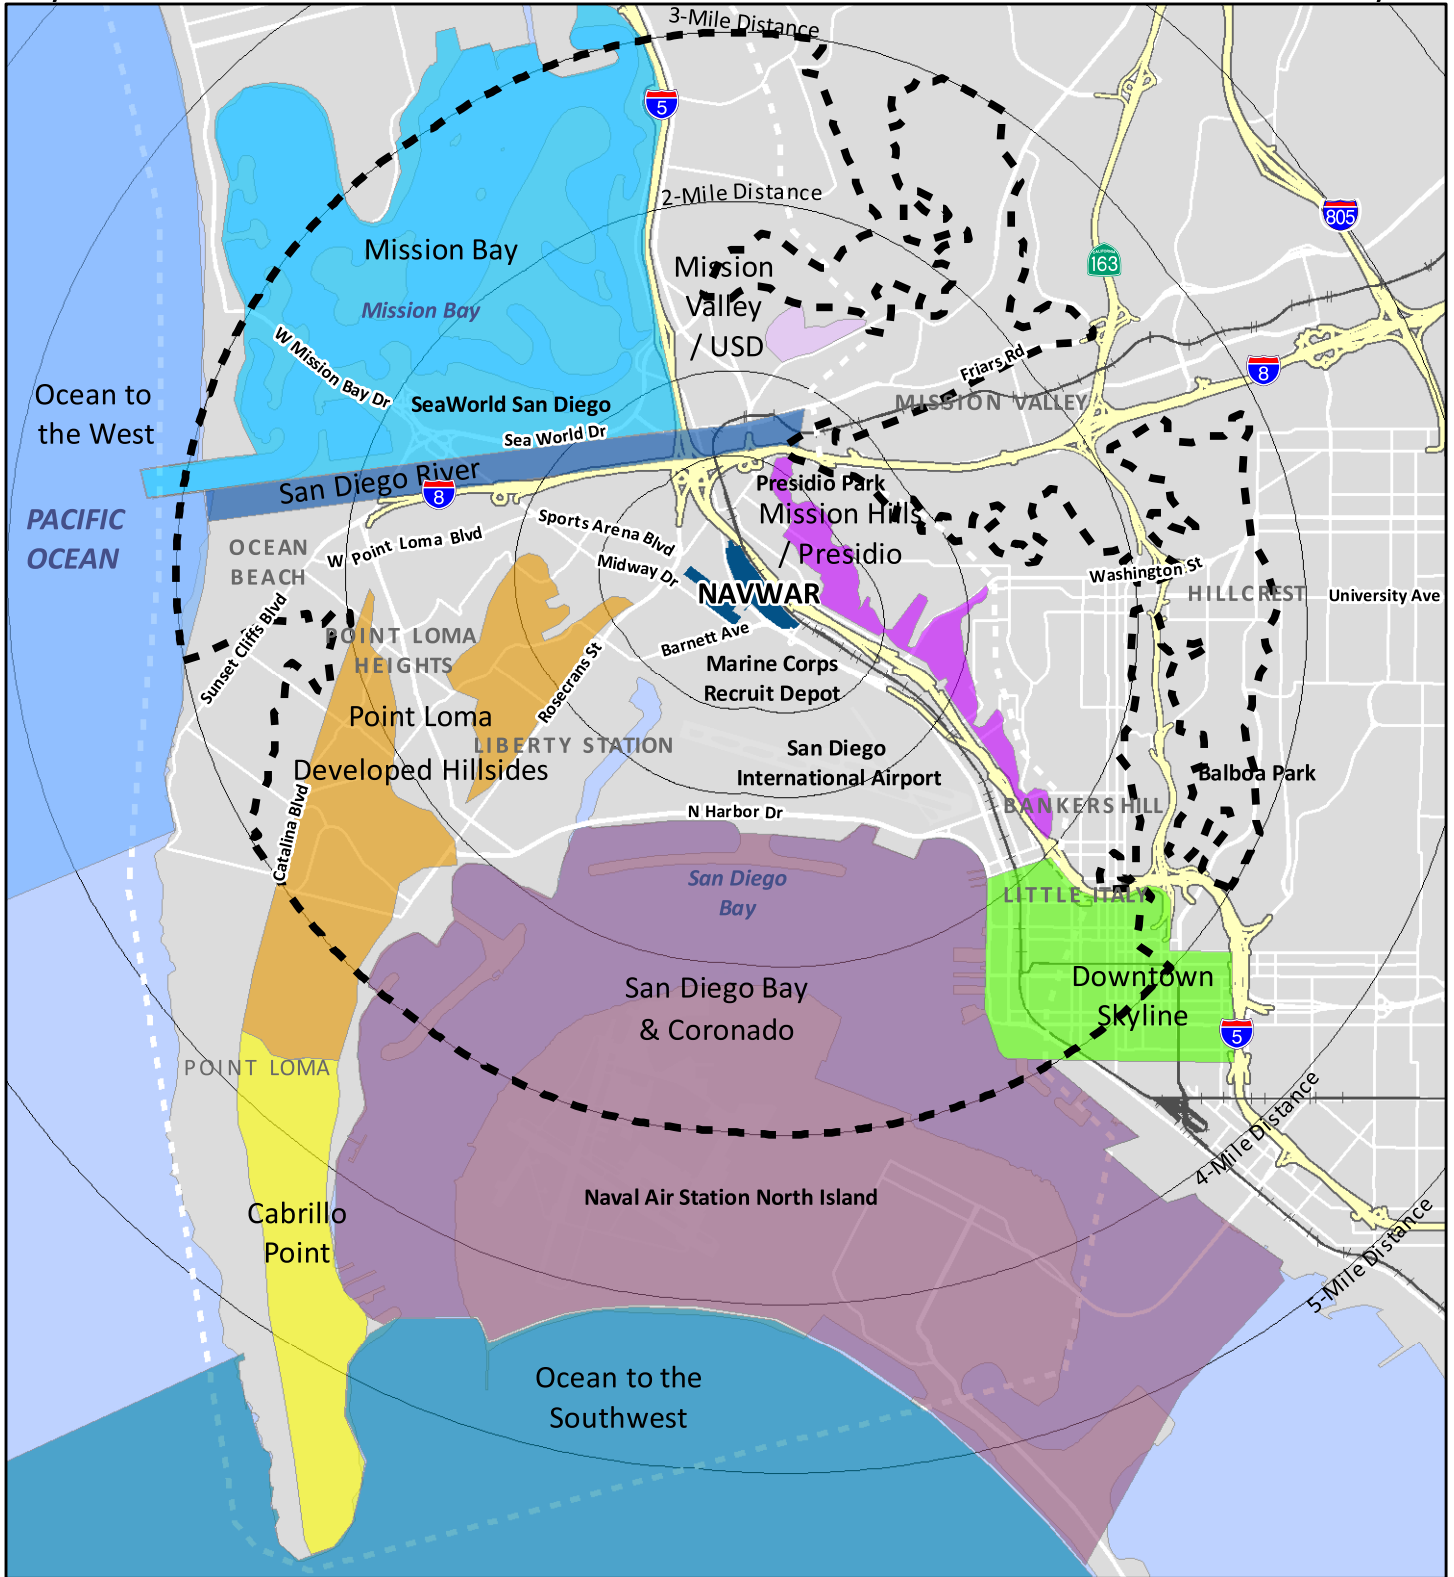 3-Mile Distance
5
2-Mile Distance
805
Mission Bay
163
Mission
Valley
/ USD
Mission Bay
W Mission Bay Dr
Friars Rd
8
Ocean to
the West
SeaWorld San Diego
MISSION VALLEY
Sea World Dr
San Diego River
8
Presidio Park
PACIFIC
OCEAN
Mission Hills
/ Presidio
Sports Arena Blvd
W Point Loma Blvd
OCEAN
BEACH
Midway Dr
Washington St
NAVWAR
HILLCREST
University Ave
Sunset Cliffs Blvd
POINT LOMA
HEIGHTS
Barnett Ave
Rosecrans St
Marine Corps
Recruit Depot
Point Loma
Developed Hillsides
LIBERTY STATION
San Diego
International Airport
Balboa Park
BANKERS HILL
N Harbor Dr
Catalina Blvd
San Diego
Bay
LITTLE ITALY
San Diego Bay
& Coronado
Downtown
Skyline
5
POINT LOMA
4-Mile Distance
Naval Air Station North Island
Cabrillo
Point
5-Mile Distance
Ocean to the
Southwest